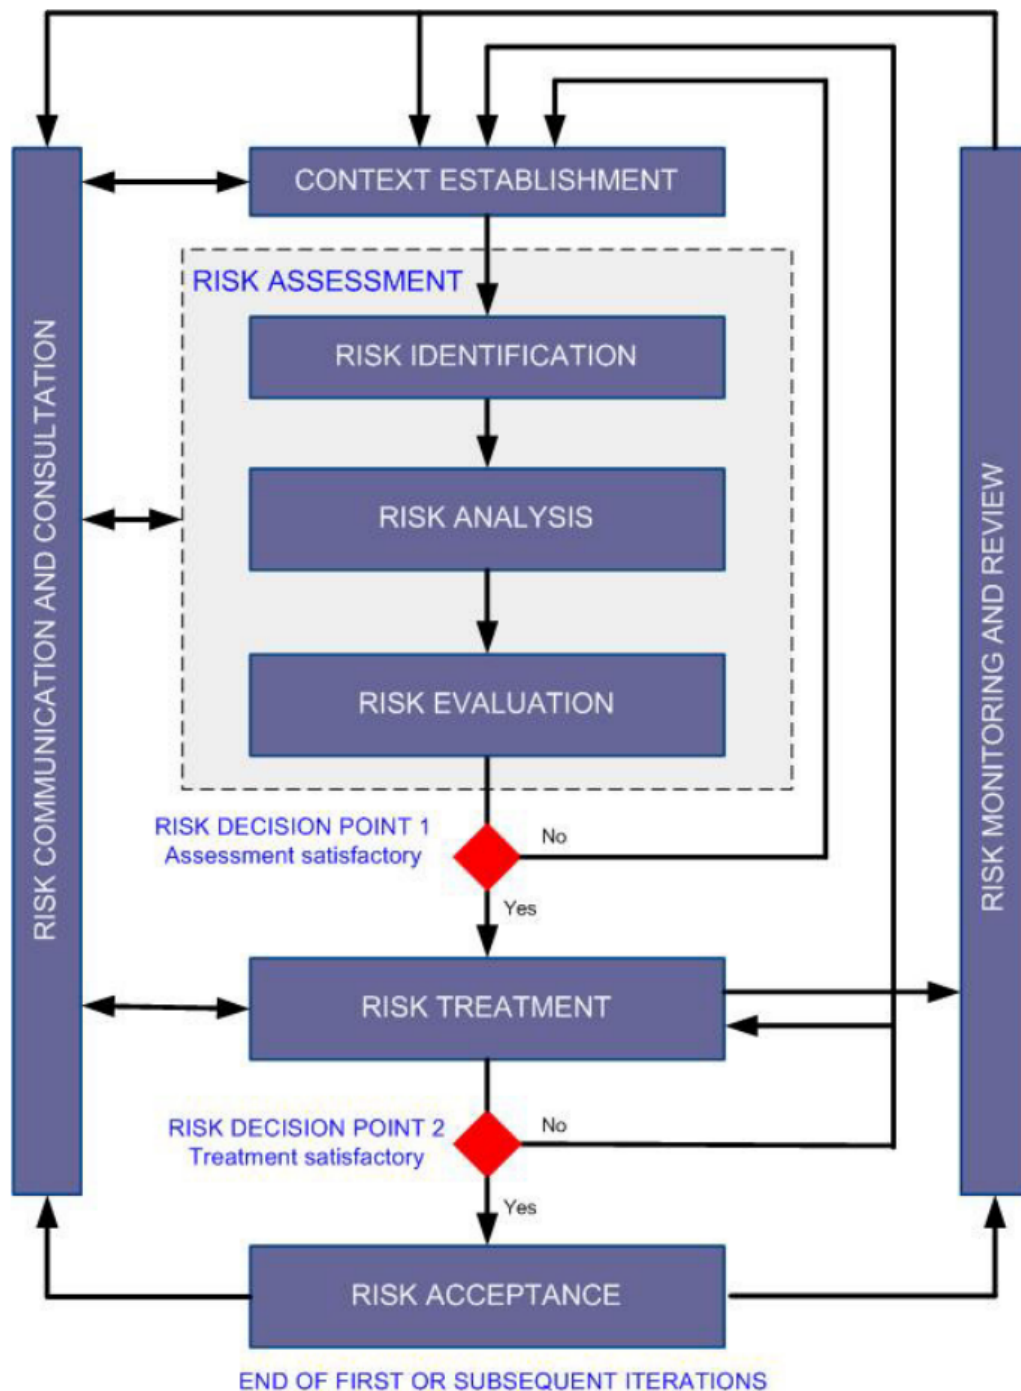 CONTEXT ESTABLISHMENT
RISK ASSESSMENT
RISK IDENTIFICATION
RISK ANALYSIS
RISK EVALUATION
RISK DECISION POINT 1
Assessment satisfactory
No
Yes
RISK TREATMENT
RISK DECISION POINT 2
Treatment satisfactory
No
Yes
RISK ACCEPTANCE
END OF FIRST OR SUBSEQUENT ITERATIONS
RISK COMMUNICATION AND CONSULTATION
RISK MONITORING AND REVIEW